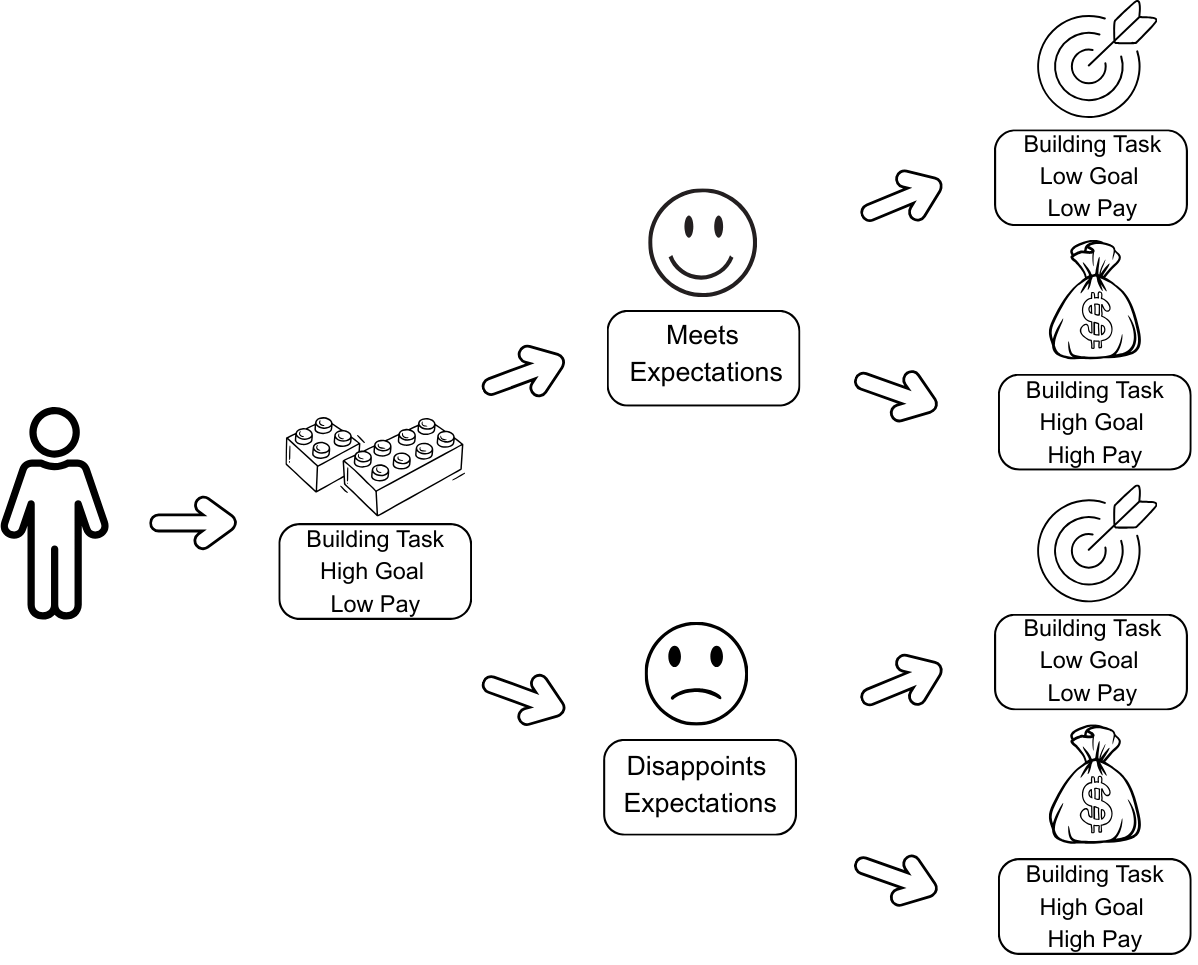 Building Task
High Goal
Low Pay
Meets
Expectations
Disappoints
Expectations
Building Task
Low Goal
Low Pay
$
Building Task
High Goal
High Pay
Building Task
Low Goal
Low Pay
$
Building Task
High Goal
High Pay